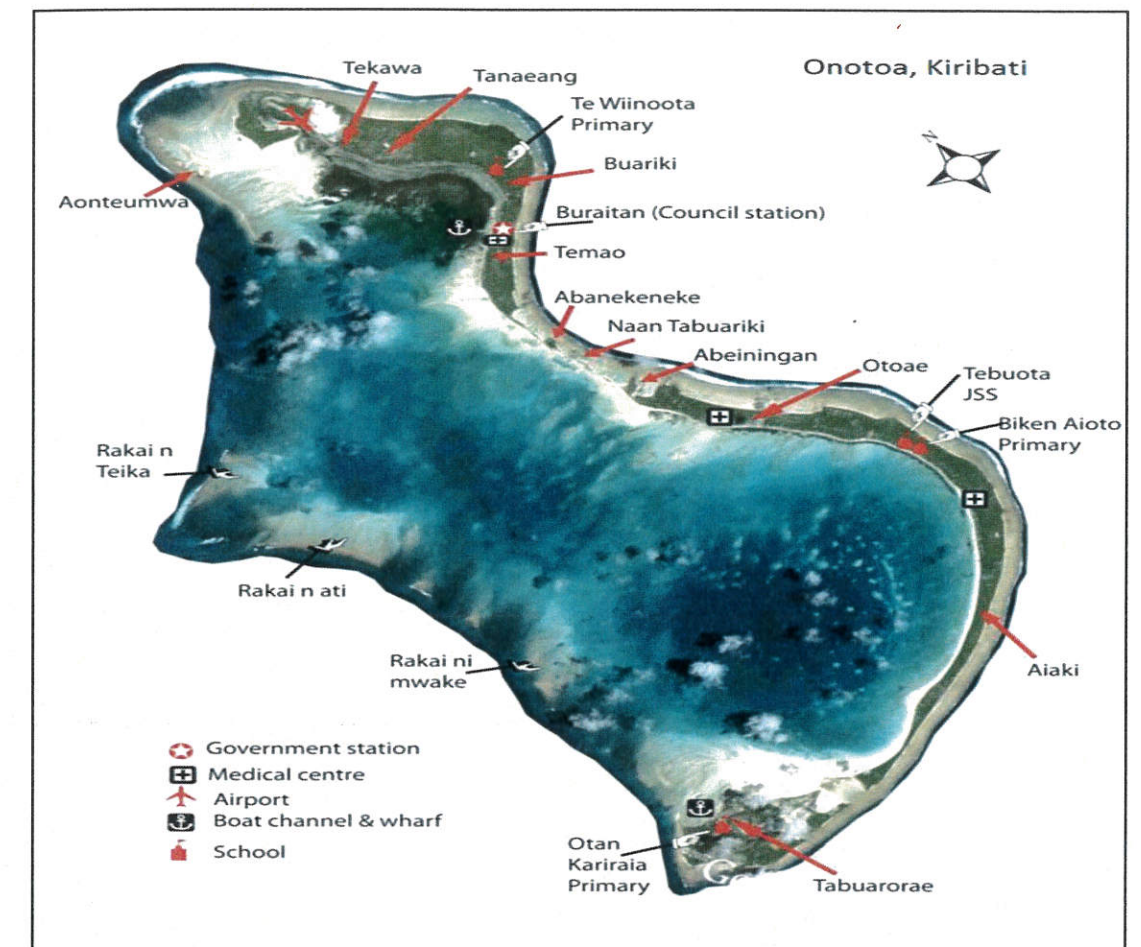 Onotoa, Kiribati
N
Tekawa
Tanaeang
Te Wiinoota
Primary
Buariki
Aonteumwa
Buraitan (Council station)
Temao
Abanekeneke
Naan Tabuariki
Abeiningan
Otoae
Tebuota
JSS
Biken Aioto
Primary
Rakai n
Teika
Rakai n ati
Rakai ni
mwake
Aiaki
Government station
Medical centre
Airport
Boat channel & wharf
School
Otan
Kariraia
Primary
Tabuarorae